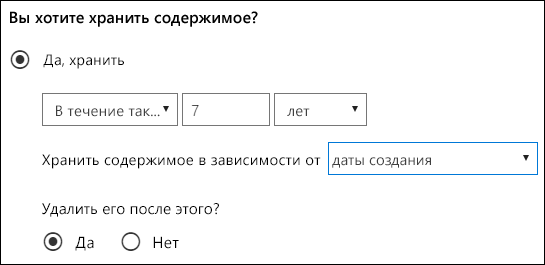 Вы хотите хранить содержимое?
Да, хранить
В течение так... 7 лет
Хранить содержимое в зависимости от даты создания
Удалить его после этого?
Да Нет